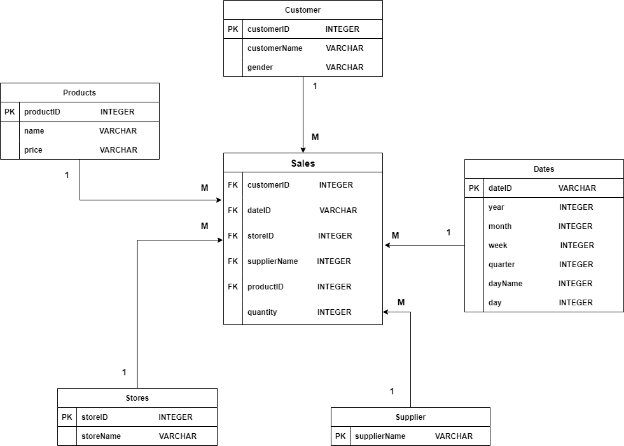 Customer
PK customerID INTEGER
customerName VARCHAR
gender VARCHAR
1
M
Products
PK productID INTEGER
name VARCHAR
price VARCHAR
1
M
Sales
FK customerID INTEGER
FK dateID VARCHAR
FK storeID INTEGER
FK supplierName INTEGER
FK productID INTEGER
quantity INTEGER
Dates
PK dateID VARCHAR
year INTEGER
month INTEGER
week INTEGER
quarter INTEGER
dayName INTEGER
day INTEGER
1
M
M
1
Stores
PK storeID INTEGER
storeName VARCHAR
M
1
Supplier
PK supplierName VARCHAR